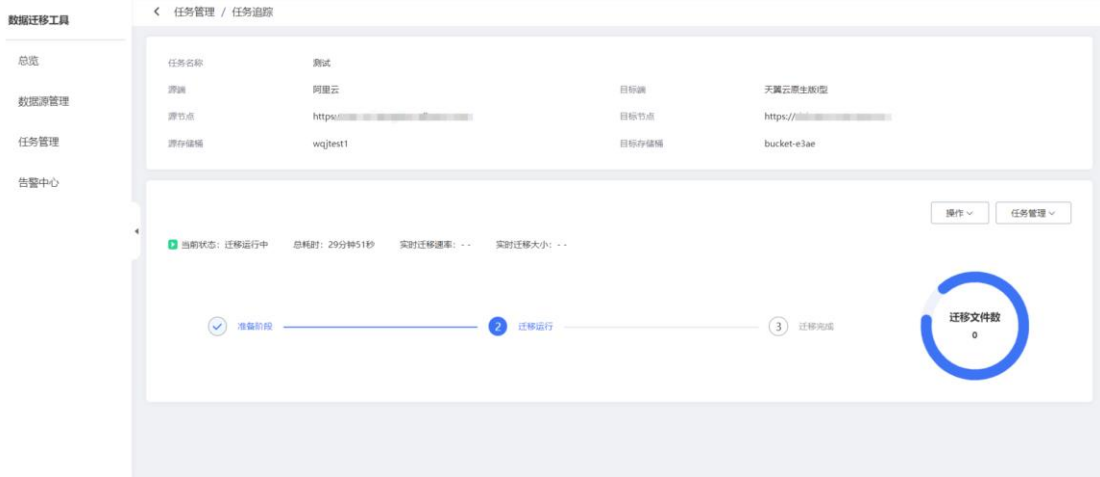 数据迁移工具
总览
数据源管理
任务管理
告警中心
任务管理 / 任务追踪
任务名称 测试
源端 阿里云 目标端 天翼云原生版I型
源节点 https: 目标节点 https://
源存储桶 wqjtest1 目标存储桶 bucket-e3ae
操作 任务管理
当前状态：迁移运行中 总耗时：29分钟51秒 实时迁移速率：- - 实时迁移大小：- -
准备阶段 2 迁移运行 3 迁移完成
迁移文件数
0